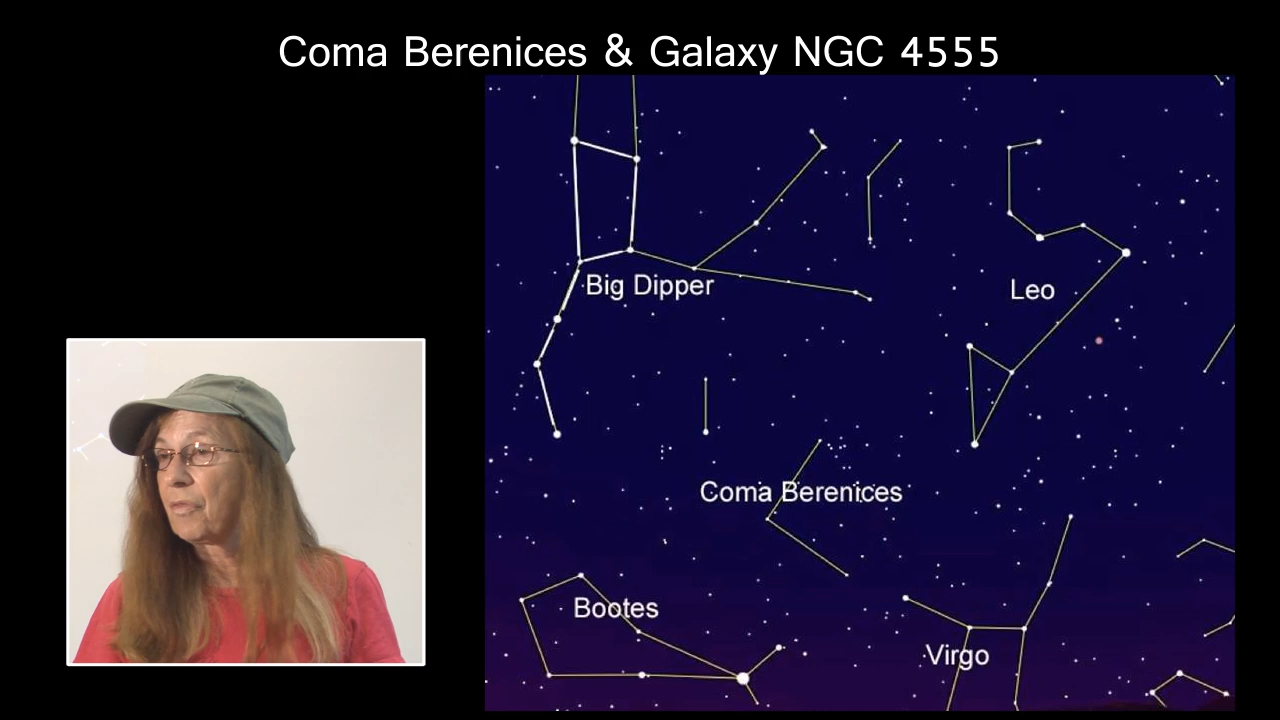 Coma Berenices & Galaxy NGC 4555
Big Dipper
Leo
Coma Berenices
Bootes
Virgo